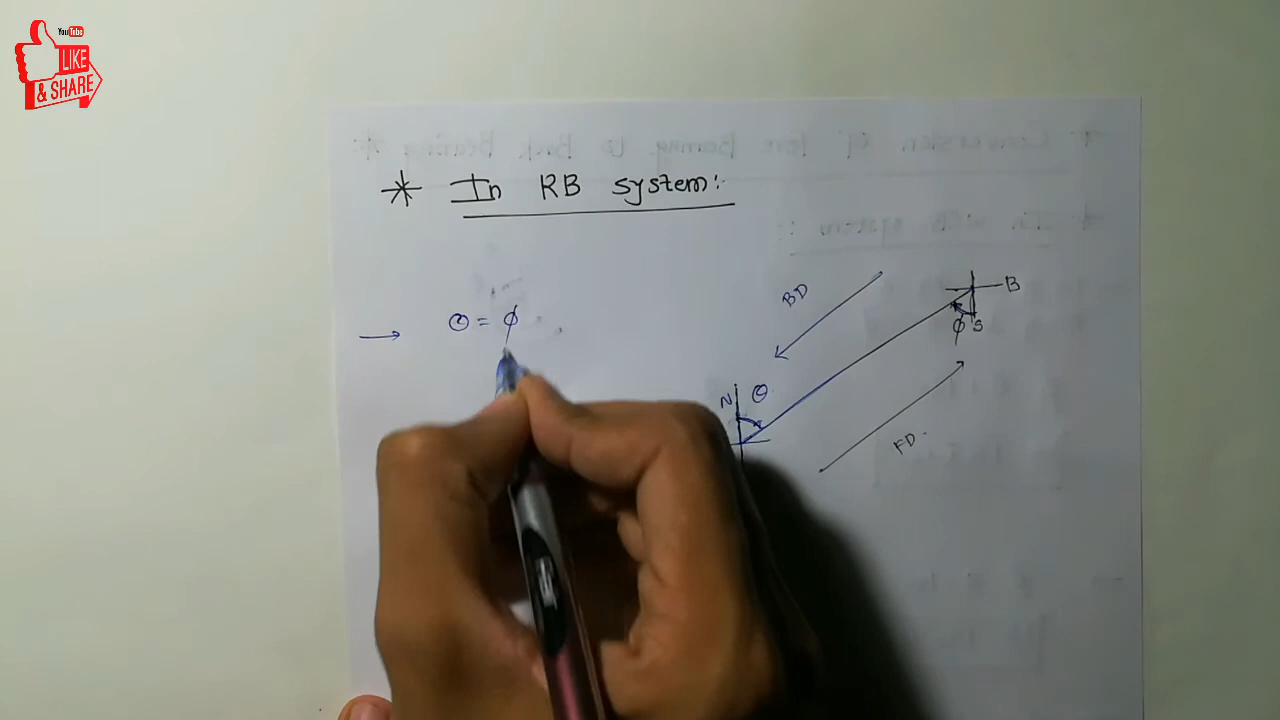 YouTube
LIKE
& SHARE
* In RB system:
→ Θ = φ
BD
B
φ S
N Θ
FD